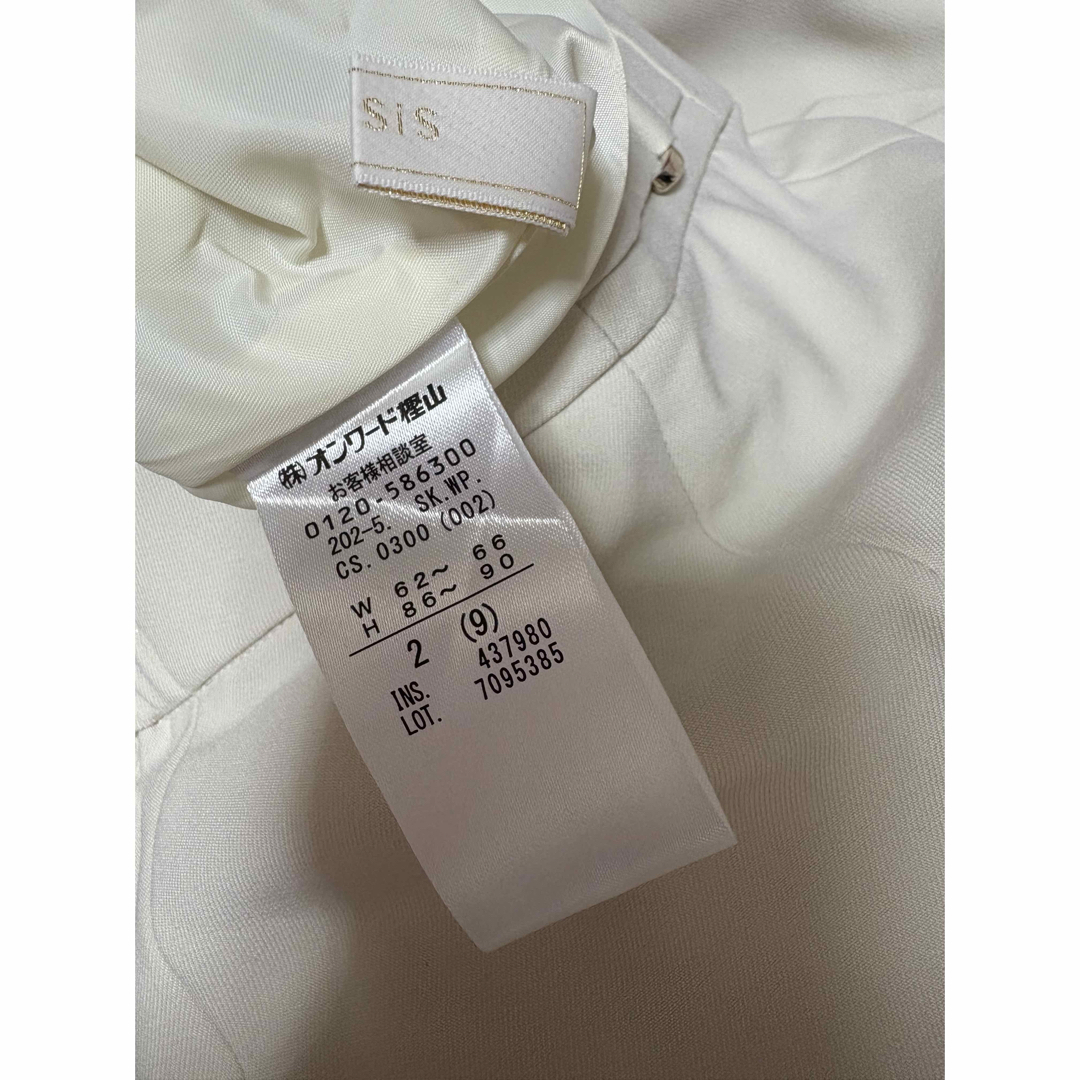 SiS
㈱オンワード樫山
お客様相談室
0120-586300
202-5. SK.WP.
CS.0300 (002)
W 62〜 66
H 86〜 90
2 (9)
INS. 437980
LOT. 7095385